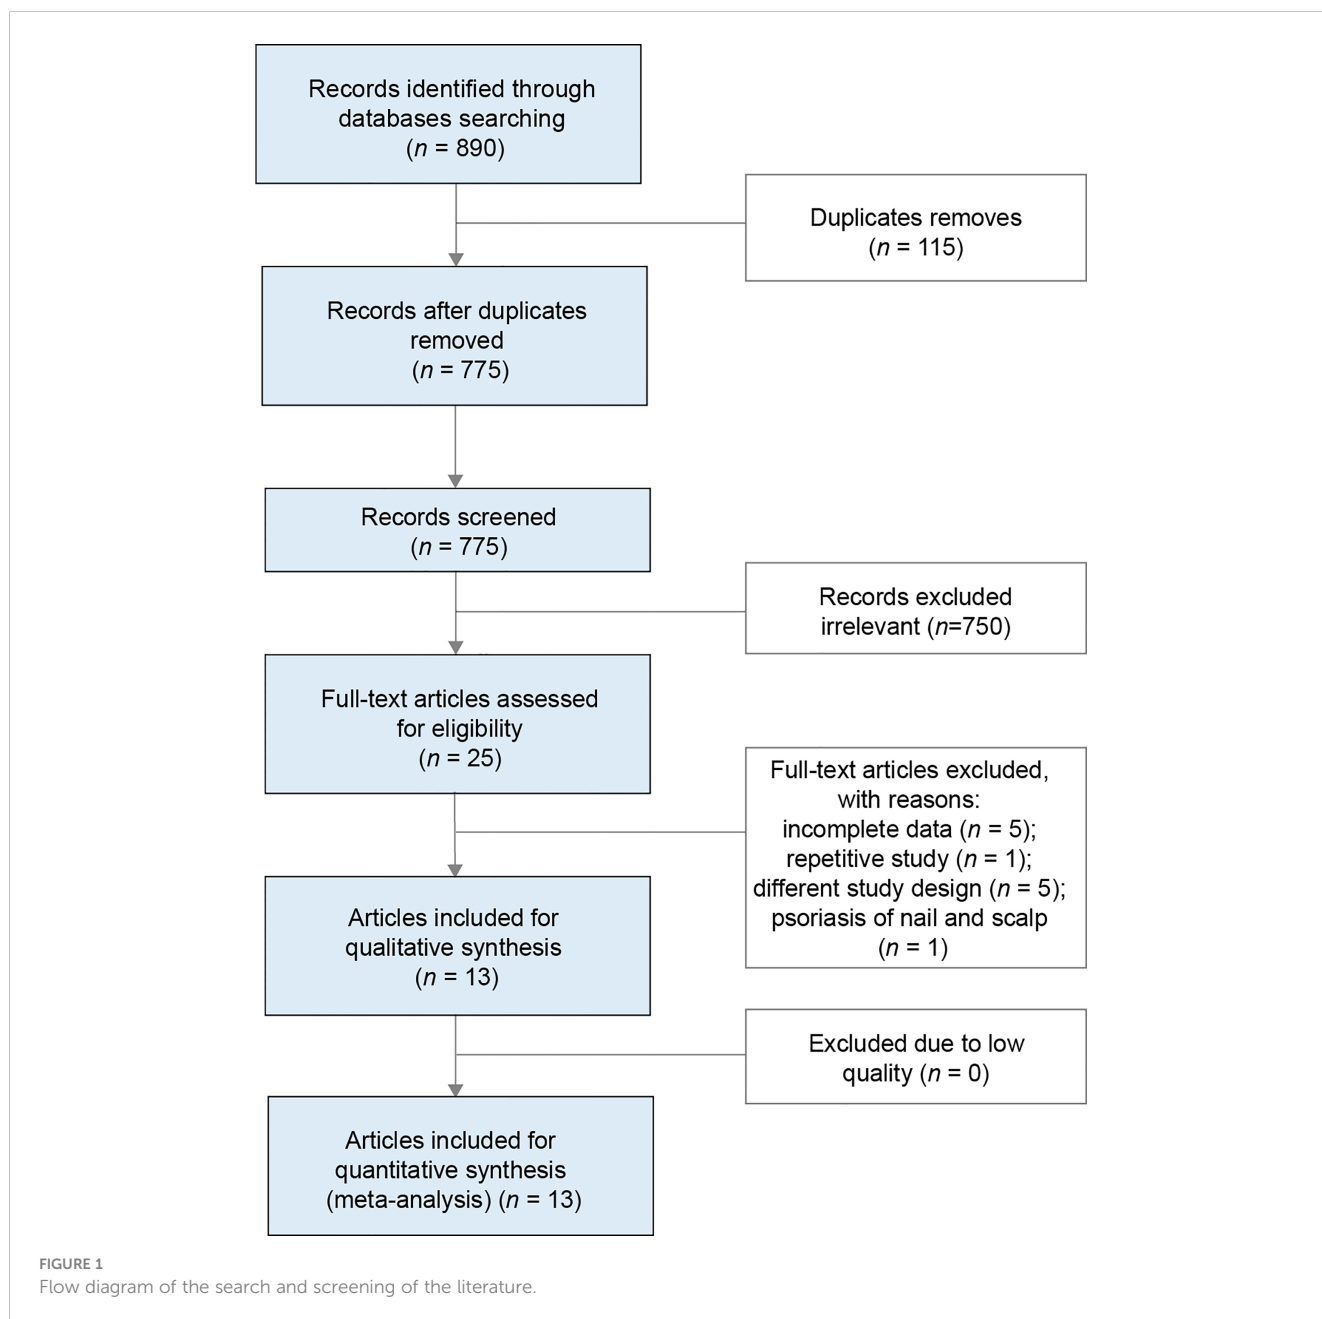 Records identified through
databases searching
(n = 890)
Duplicates removes
(n = 115)
Records after duplicates
removed
(n = 775)
Records screened
(n = 775)
Records excluded
irrelevant (n=750)
Full-text articles assessed
for eligibility
(n = 25)
Full-text articles excluded,
with reasons:
incomplete data (n = 5);
repetitive study (n = 1);
different study design (n = 5);
psoriasis of nail and scalp
(n = 1)
Articles included for
qualitative synthesis
(n = 13)
Excluded due to low
quality (n = 0)
Articles included for
quantitative synthesis
(meta-analysis) (n = 13)
FIGURE 1
Flow diagram of the search and screening of the literature.